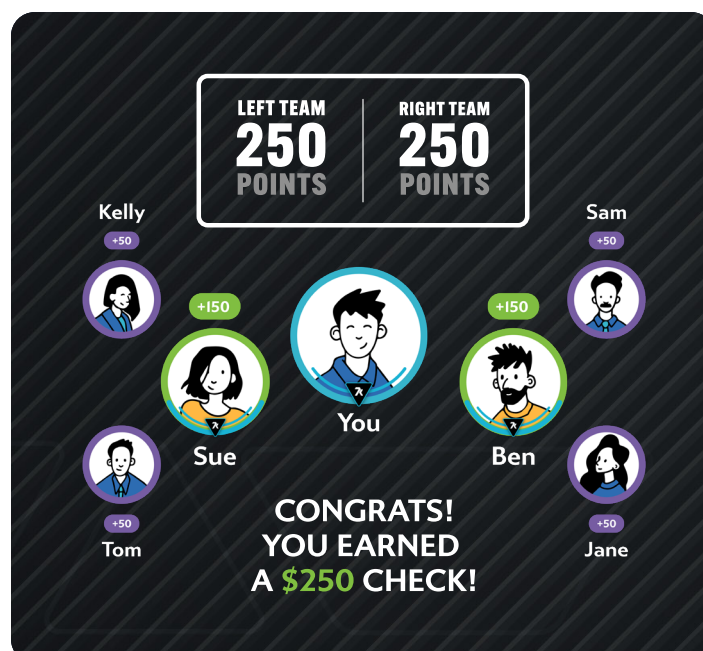 LEFT TEAM
250
POINTS
RIGHT TEAM
250
POINTS
Kelly
+50
Sam
+50
+150
+150
You
Sue
Ben
+50
Tom
+50
Jane
CONGRATS!
YOU EARNED
A $250 CHECK!